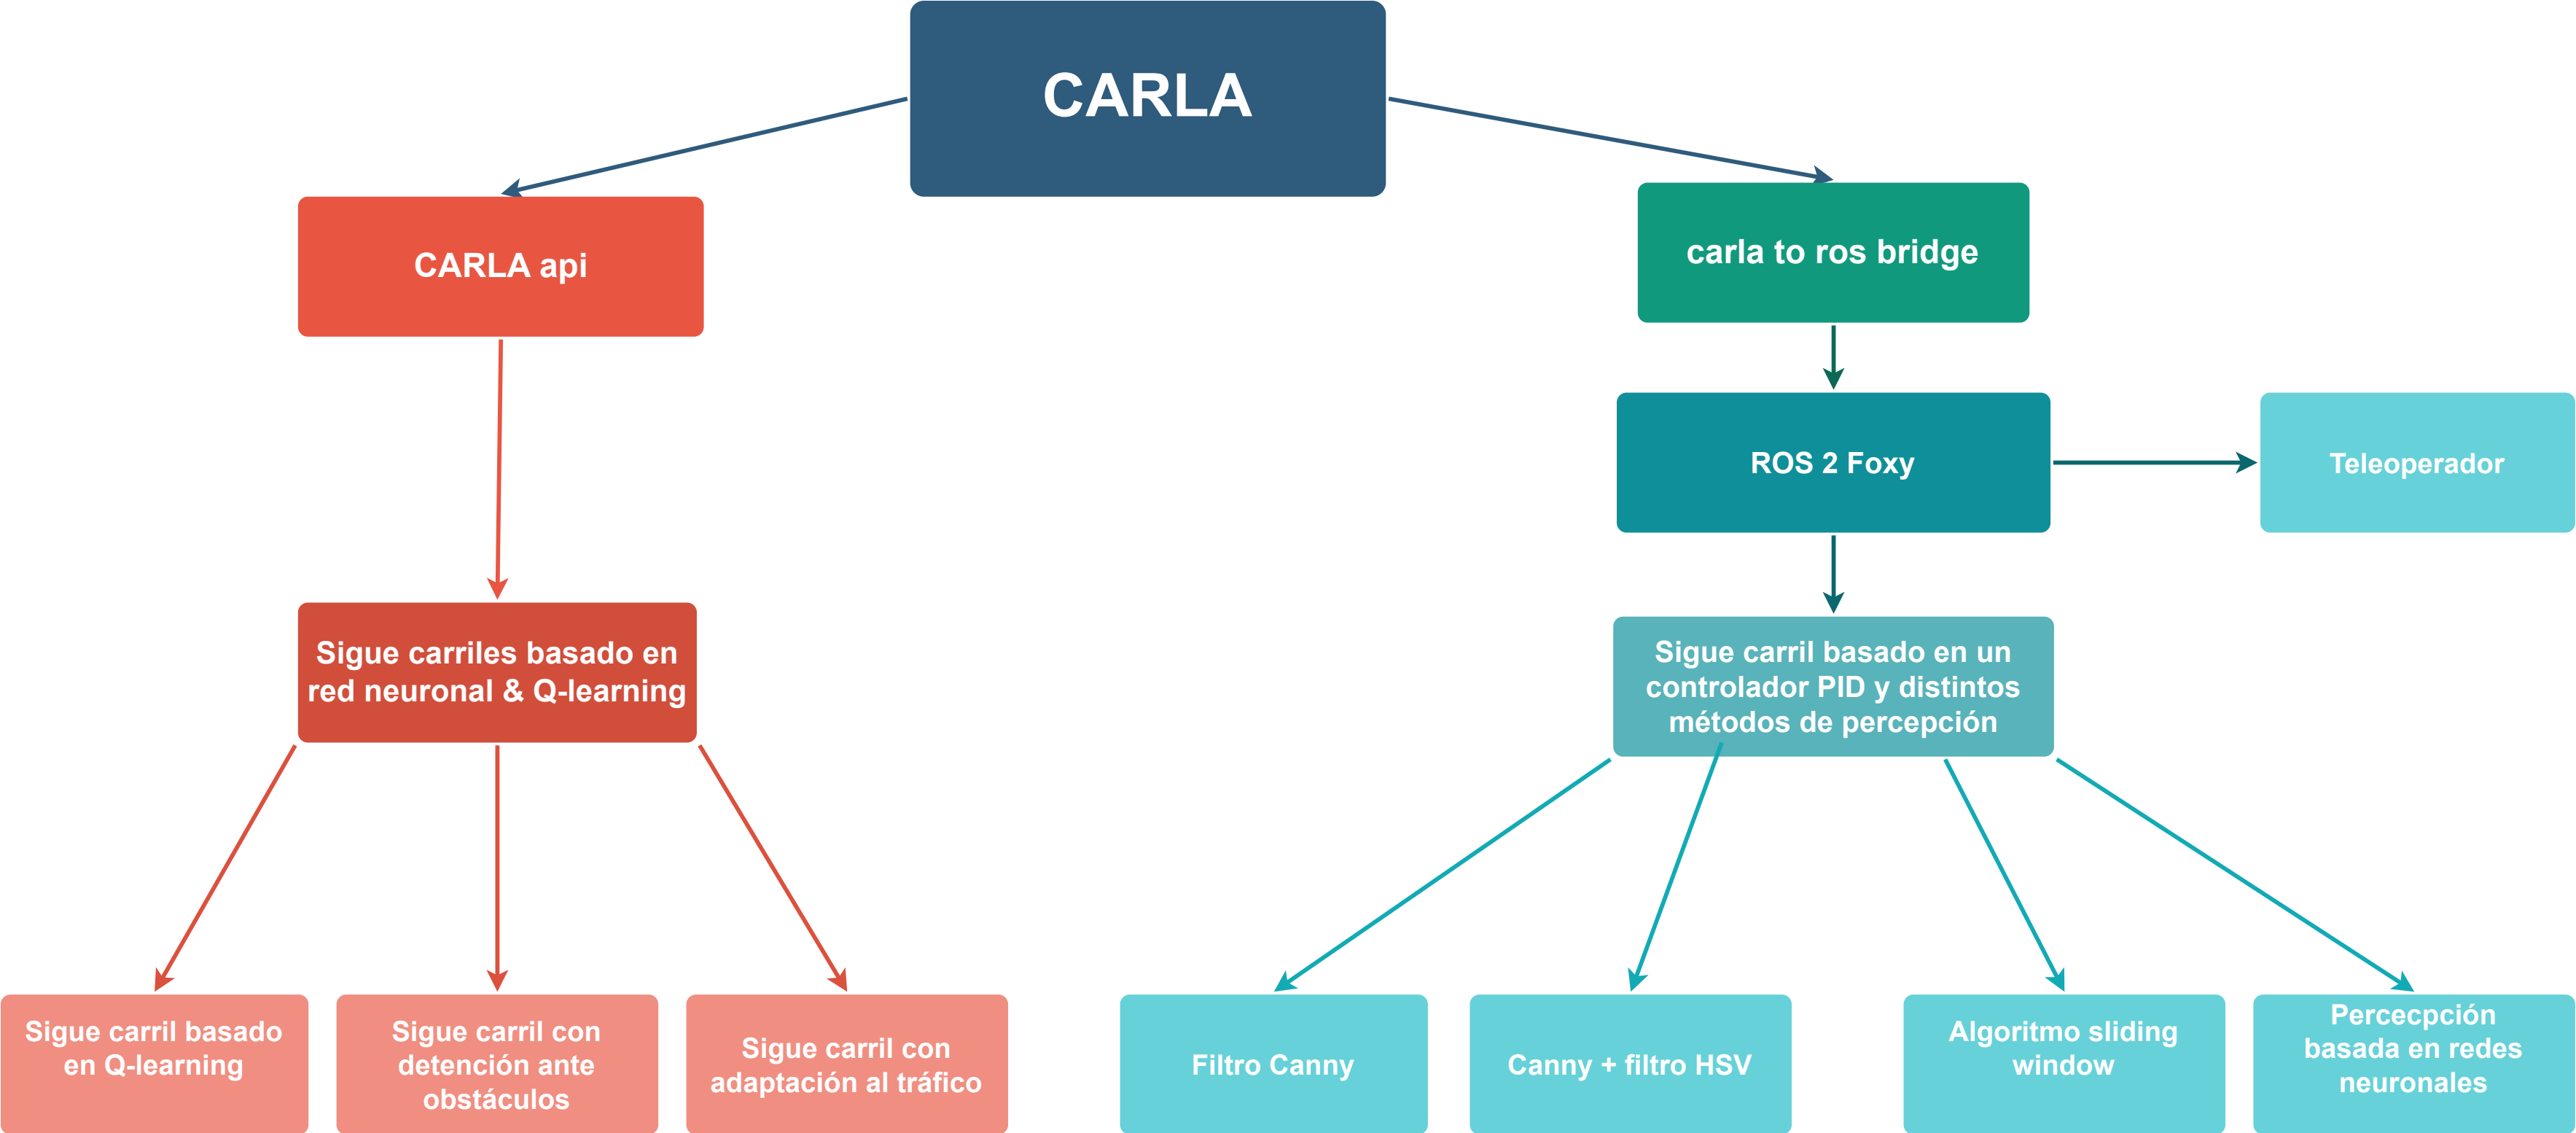 CARLA
CARLA api
carla to ros bridge
ROS 2 Foxy
Teleoperador
Sigue carriles basado en
red neuronal & Q-learning
Sigue carril basado en un
controlador PID y distintos
métodos de percepción
Sigue carril basado
en Q-learning
Sigue carril con
detención ante
obstáculos
Sigue carril con
adaptación al tráfico
Filtro Canny
Canny + filtro HSV
Algoritmo sliding
window
Percecpción
basada en redes
neuronales